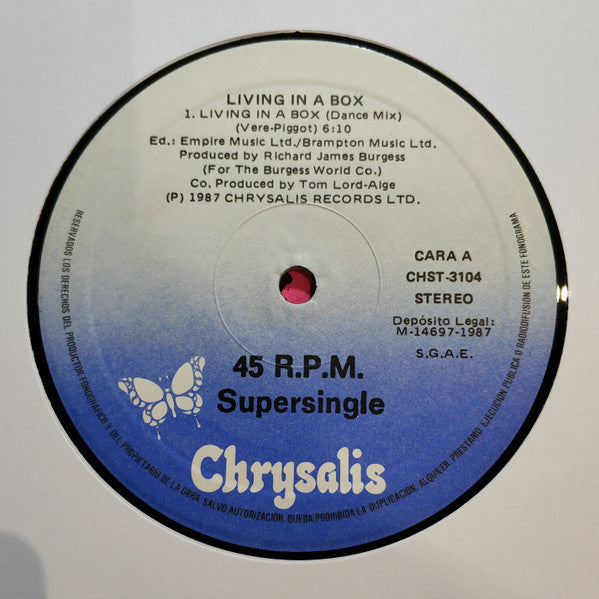 LIVING IN A BOX
1. LIVING IN A BOX (Dance Mix)
(Vere-Piggot) 6:10
Ed.: Empire Music Ltd./Brampton Music Ltd.
Produced by Richard James Burgess
(For The Burgess World Co.)
Co. Produced by Tom Lord-Alge
(P) 1987 CHRYSALIS RECORDS LTD.
CARA A
CHST-3104
STEREO
Depósito Legal:
M-14697-1987
S.G.A.E.
45 R.P.M.
Supersingle
Chrysalis
RESERVADOS LOS DERECHOS DEL PRODUCTOR FONOGRAFICO Y DEL PROPIETARIO DE LA OBRA. SALVO AUTORIZACION, QUEDA PROHIBIDA LA DUPLICACION, ALQUILER, PRESTAMO, EJECUCION PUBLICA O RADIODIFUSION DE ESTE FONOGRAMA